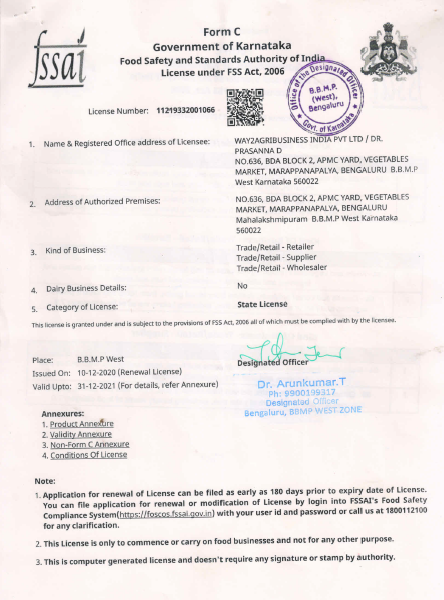 fssai
Form C
Government of Karnataka
Food Safety and Standards Authority of India
License under FSS Act, 2006
Office of the Designated Officer
B.B.M.P.
(West),
Bengaluru
Govt. of Karnataka
License Number: 11219332001066
1. Name & Registered Office address of Licensee: WAY2AGRIBUSINESS INDIA PVT LTD / DR.
PRASANNA D
NO.636, BDA BLOCK 2, APMC YARD, VEGETABLES
MARKET, MARAPPANAPALYA, BENGALURU B.B.M.P
West Karnataka 560022
2. Address of Authorized Premises: NO.636, BDA BLOCK 2, APMC YARD, VEGETABLES
MARKET, MARAPPANAPALYA, BENGALURU
Mahalakshmipuram B.B.M.P West Karnataka
560022
3. Kind of Business: Trade/Retail - Retailer
Trade/Retail - Supplier
Trade/Retail - Wholesaler
4. Dairy Business Details: No
5. Category of License: State License
This license is granted under and is subject to the provisions of FSS Act, 2006 all of which must be complied with by the licensee.
Place: B.B.M.P West
Issued On: 10-12-2020 (Renewal License)
Valid Upto: 31-12-2021 (For details, refer Annexure)
Designated Officer
Dr. Arunkumar.T
Ph: 9900199317
Designated Officer
Bengaluru, BBMP WEST ZONE
Annexures:
1. Product Annexure
2. Validity Annexure
3. Non-Form C Annexure
4. Conditions Of License
Note:
1. Application for renewal of License can be filed as early as 180 days prior to expiry date of License.
You can file application for renewal or modification of License by login into FSSAI's Food Safety
Compliance System(https://foscos.fssai.gov.in) with your user id and password or call us at 1800112100
for any clarification.
2. This License is only to commence or carry on food businesses and not for any other purpose.
3. This is computer generated license and doesn't require any signature or stamp by authority.